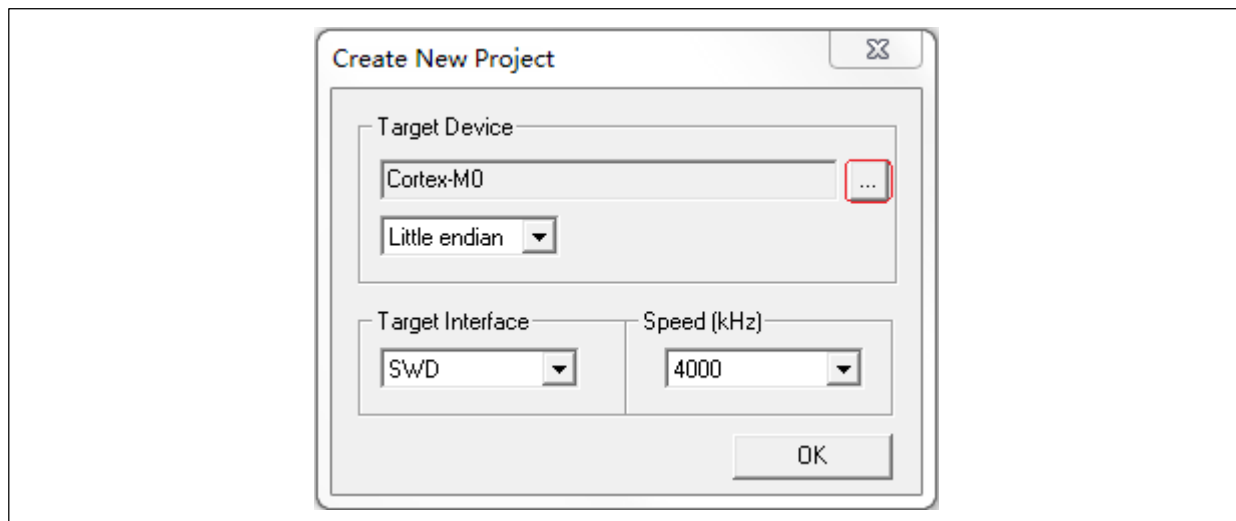 Create New Project
Target Device
Cortex-M0
...
Little endian
Target Interface
Speed (kHz)
SWD
4000
OK